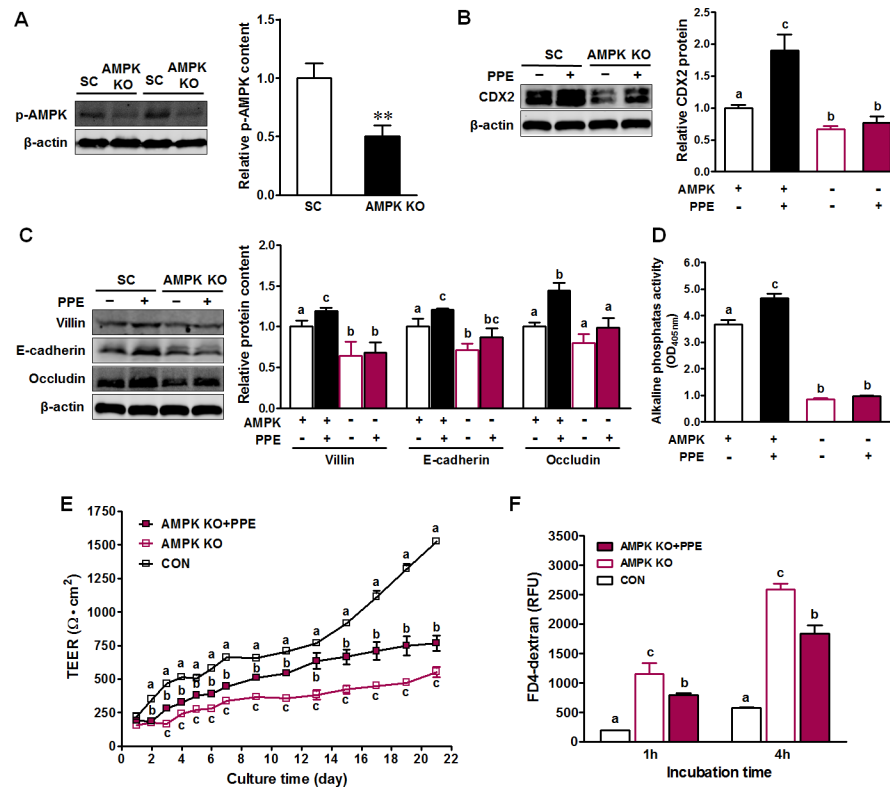 A
SC AMPK KO SC AMPK KO
p-AMPK
β-actin
Relative p-AMPK content
1.5
1.0
0.5
0.0
**
SC AMPK KO
B
SC AMPK KO
PPE − + − +
CDX2
β-actin
Relative CDX2 protein
2.5
2.0
1.5
1.0
0.5
0.0
a c b b
AMPK + + - -
PPE - + - +
C
SC AMPK KO
PPE − + − +
Villin
E-cadherin
Occludin
β-actin
Relative protein content
2.0
1.5
1.0
0.5
0.0
a c b b a c b bc a b a a
AMPK + + - - + + - - + + - -
PPE - + - + - + - + - + - +
Villin E-cadherin Occludin
D
Alkaline phosphatas activity
(OD405nm)
6.0
5.0
4.0
3.0
2.0
1.0
0.0
a c b b
AMPK + + - -
PPE - + - +
E
AMPK KO+PPE
AMPK KO
CON
TEER (Ω·cm²)
1750
1500
1250
1000
750
500
250
0
a a a a a a a a a a a a a
b b b b b b b b b b b b b
c c c c c c c c c c c c
0 2 4 6 8 10 12 14 16 18 20 22
Culture time (day)
F
AMPK KO+PPE
AMPK KO
CON
FD4-dextran (RFU)
3500
3000
2500
2000
1500
1000
500
0
a c b a c b
1h 4h
Incubation time